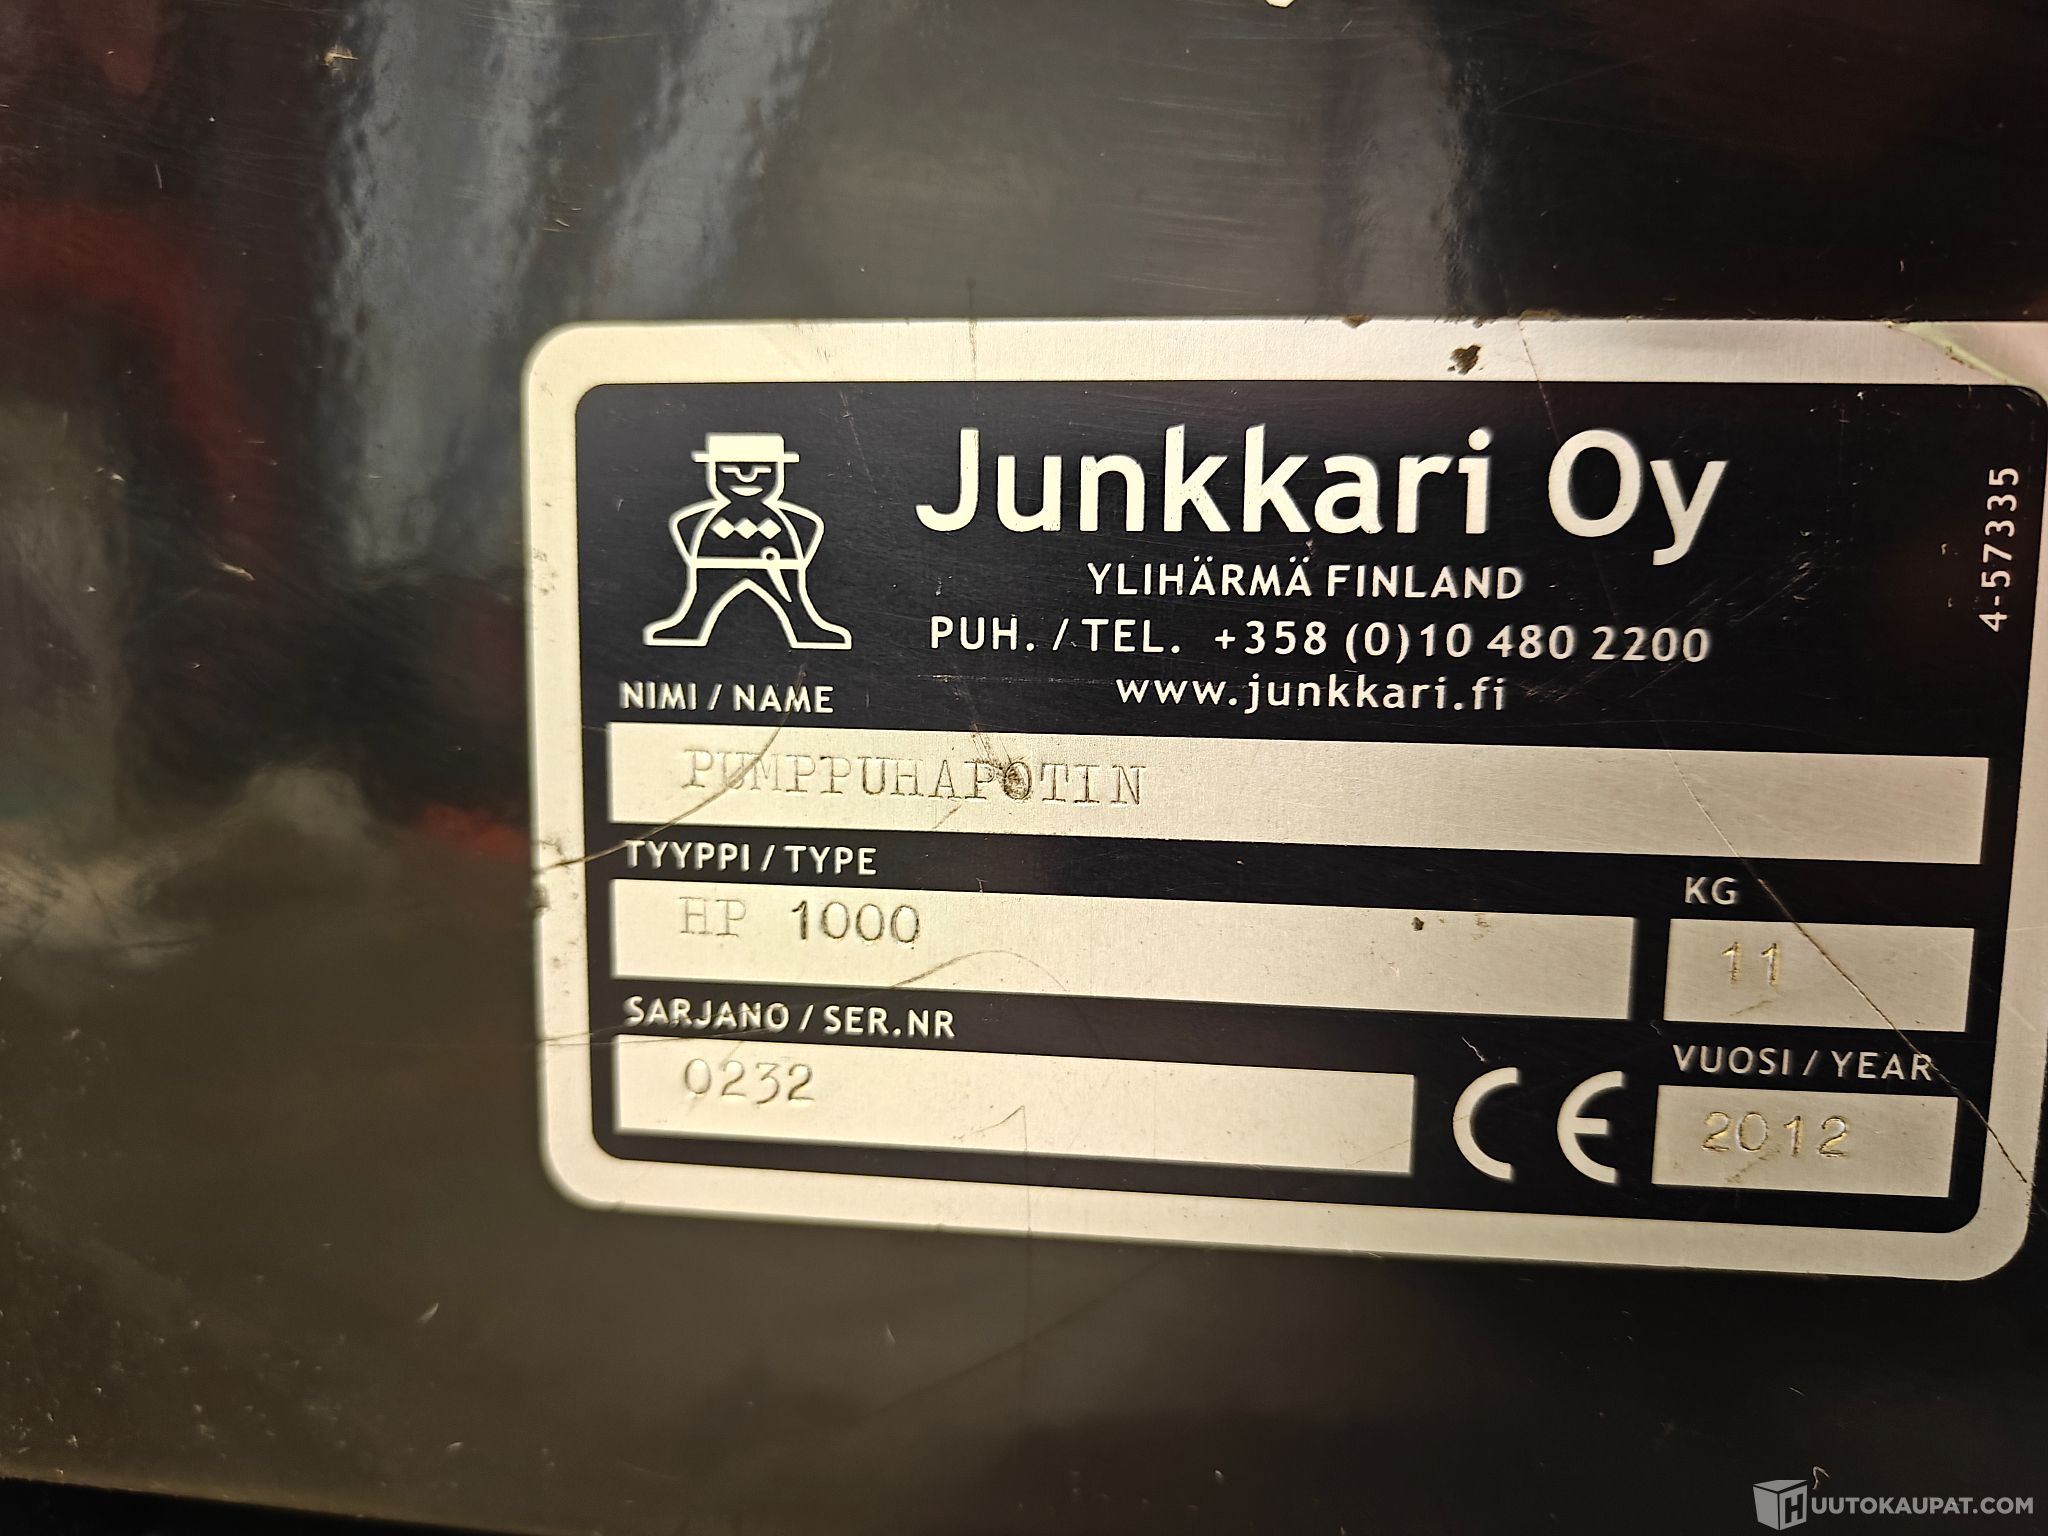 Junkkari Oy
YLIHÄRMÄ FINLAND
PUH. / TEL. +358 (0)10 480 2200
www.junkkari.fi
4-57335
NIMI / NAME
PUMPPUHAPOTIN
TYYPPI / TYPE
HP 1000
KG
11
SARJANO / SER.NR
0232
CE
VUOSI / YEAR
2012
HUUTOKAUPAT.COM